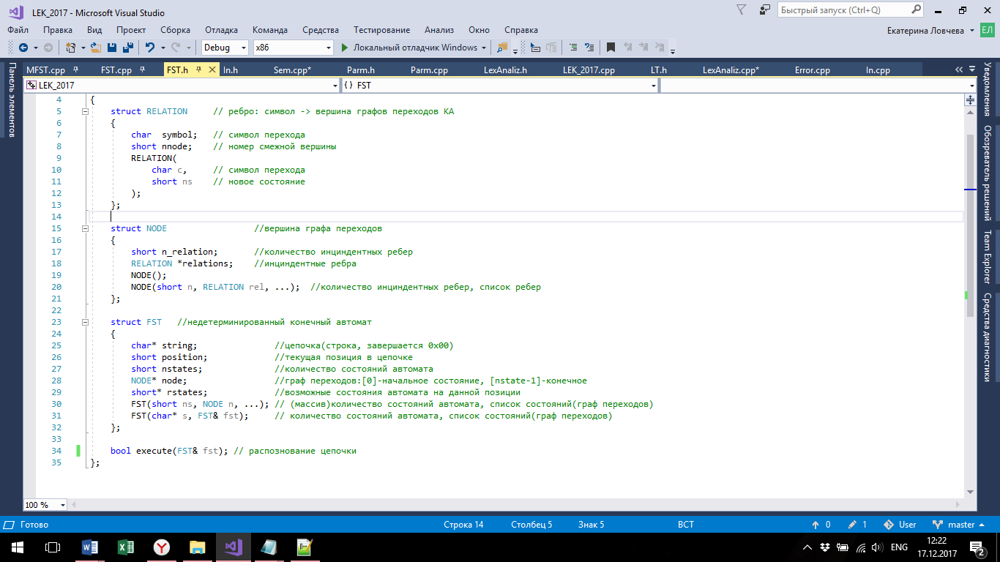 LEK_2017 - Microsoft Visual Studio
Быстрый запуск (Ctrl+Q)
Файл Правка Вид Проект Сборка Отладка Команда Средства Тестирование Анализ Окно Справка
Екатерина Ловчева ЕЛ
Debug x86 Локальный отладчик Windows
MFST.cpp FST.cpp FST.h In.h Sem.cpp* Parm.h Parm.cpp LexAnaliz.h LEK_2017.cpp LT.h LexAnaliz.cpp* Error.cpp In.cpp
LEK_2017 {} FST
Панель элементов
4 {
5 struct RELATION // ребро: символ -> вершина графов переходов КА
6 {
7 char symbol; // символ перехода
8 short nnode; // номер смежной вершины
9 RELATION(
10 char c, // символ перехода
11 short ns // новое состояние
12 );
13 };
14
15 struct NODE //вершина графа переходов
16 {
17 short n_relation; //количество инциндентных ребер
18 RELATION *relations; //инциндентные ребра
19 NODE();
20 NODE(short n, RELATION rel, ...); //количество инциндентных ребер, список ребер
21 };
22
23 struct FST //недетерминированный конечный автомат
24 {
25 char* string; //цепочка(строка, завершается 0x00)
26 short position; //текущая позиция в цепочке
27 short nstates; //количество состояний автомата
28 NODE* node; //граф переходов:[0]-начальное состояние, [nstate-1]-конечное
29 short* rstates; //возможные состояния автомата на данной позиции
30 FST(short ns, NODE n, ...); // (массив)количество состояний автомата, список состояний(граф переходов)
31 FST(char* s, FST& fst); // количество состояний автомата, список состояний(граф переходов)
32 };
33
34 bool execute(FST& fst); // распознование цепочки
35 };
Уведомления
Обозреватель решений
Team Explorer
Средства диагностики
100 %
Готово Строка 14 Столбец 5 Знак 5 ВСТ 0 1 User master
ENG 12:22
17.12.2017 2